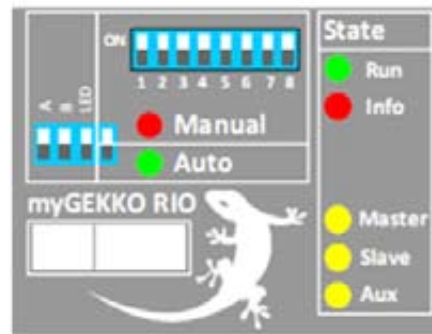 ON
1 2 3 4 5 6 7 8
A
B
LED
Manual
Auto
myGEKKO RIO
State
Run
Info
Master
Slave
Aux